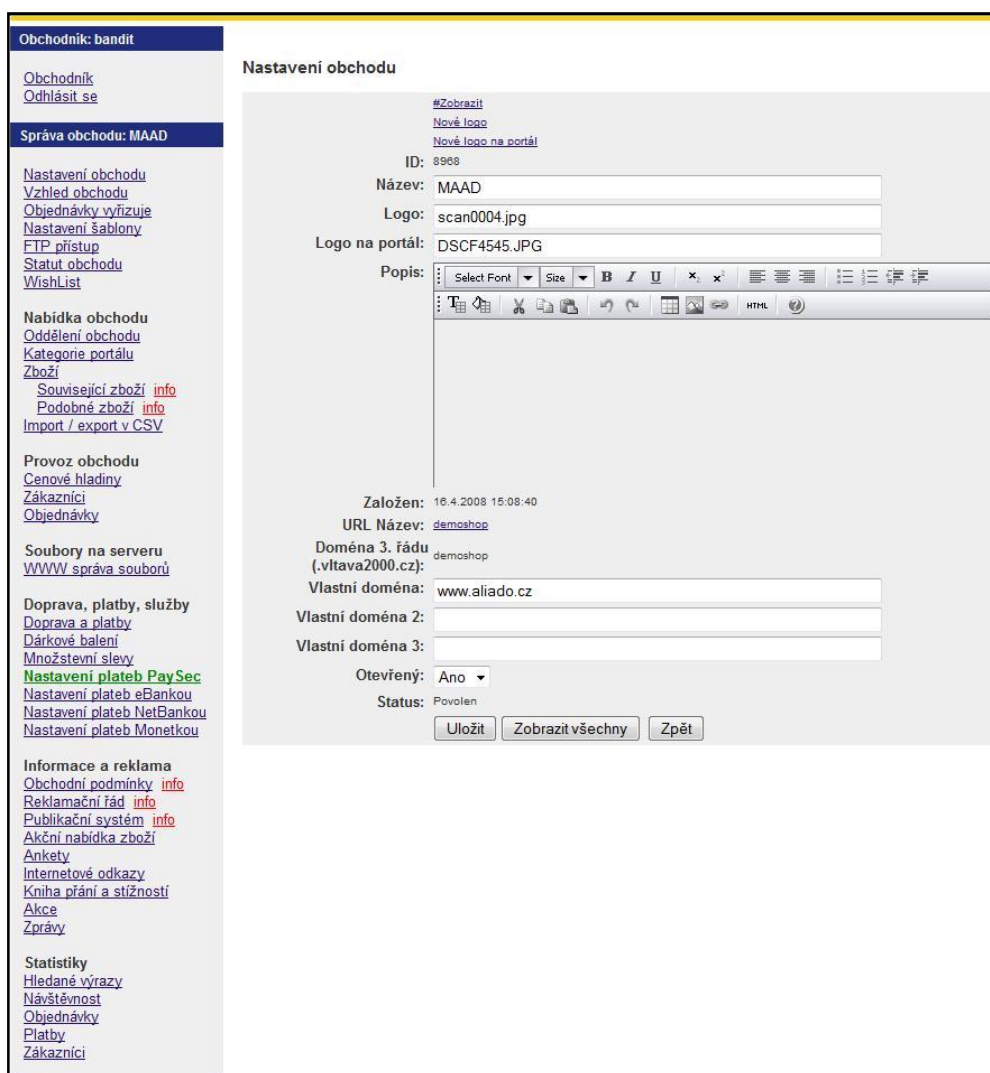 Obchodník: bandit
Obchodník
Odhlásit se
Správa obchodu: MAAD
Nastavení obchodu
Vzhled obchodu
Objednávky vyřizuje
Nastavení šablony
FTP přístup
Statut obchodu
WishList
Nabídka obchodu
Oddělení obchodu
Kategorie portálu
Zboží
Související zboží info
Podobné zboží info
Import / export v CSV
Provoz obchodu
Cenové hladiny
Zákazníci
Objednávky
Soubory na serveru
WWW správa souborů
Doprava, platby, služby
Doprava a platby
Dárkové balení
Množstevní slevy
Nastavení plateb PaySec
Nastavení plateb eBankou
Nastavení plateb NetBankou
Nastavení plateb Monetkou
Informace a reklama
Obchodní podmínky info
Reklamační řád info
Publikační systém info
Akční nabídka zboží
Ankety
Internetové odkazy
Kniha přání a stížností
Akce
Zprávy
Statistiky
Hledané výrazy
Návštěvnost
Objednávky
Platby
Zákazníci
Nastavení obchodu
#Zobrazit
Nové logo
Nové logo na portál
ID: 8968
Název: MAAD
Logo: scan0004.jpg
Logo na portál: DSCF4545.JPG
Popis: Select Font Size B I U x₂ x²
HTML
Založen: 16.4.2008 15:08:40
URL Název: demoshop
Doména 3. řádu
(.vltava2000.cz): demoshop
Vlastní doména: www.aliado.cz
Vlastní doména 2:
Vlastní doména 3:
Otevřený: Ano
Status: Povolen
Uložit Zobrazit všechny Zpět